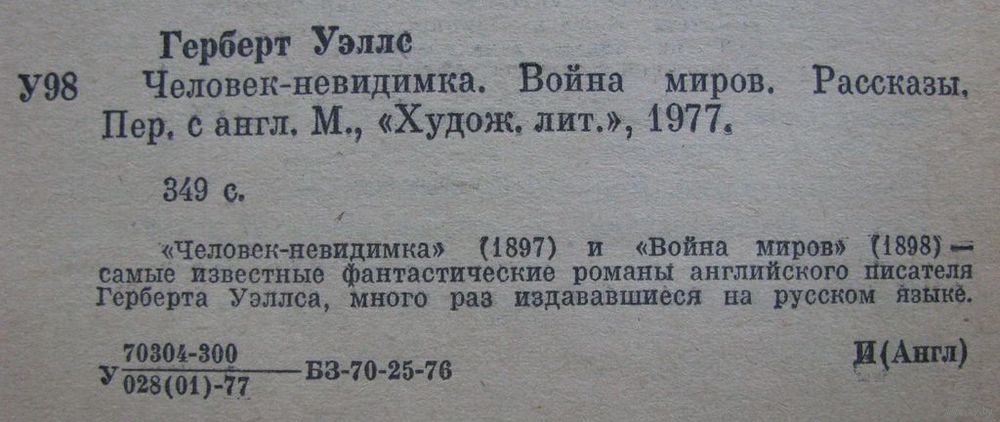 Герберт Уэллс
У98 Человек-невидимка. Война миров. Рассказы.
Пер. с англ. М., «Худож. лит.», 1977.
349 с.
«Человек-невидимка» (1897) и «Война миров» (1898) —
самые известные фантастические романы английского писателя
Герберта Уэллса, много раз издававшиеся на русском языке.
70304-300
У ——— БЗ-70-25-76 И(Англ)
028(01)-77